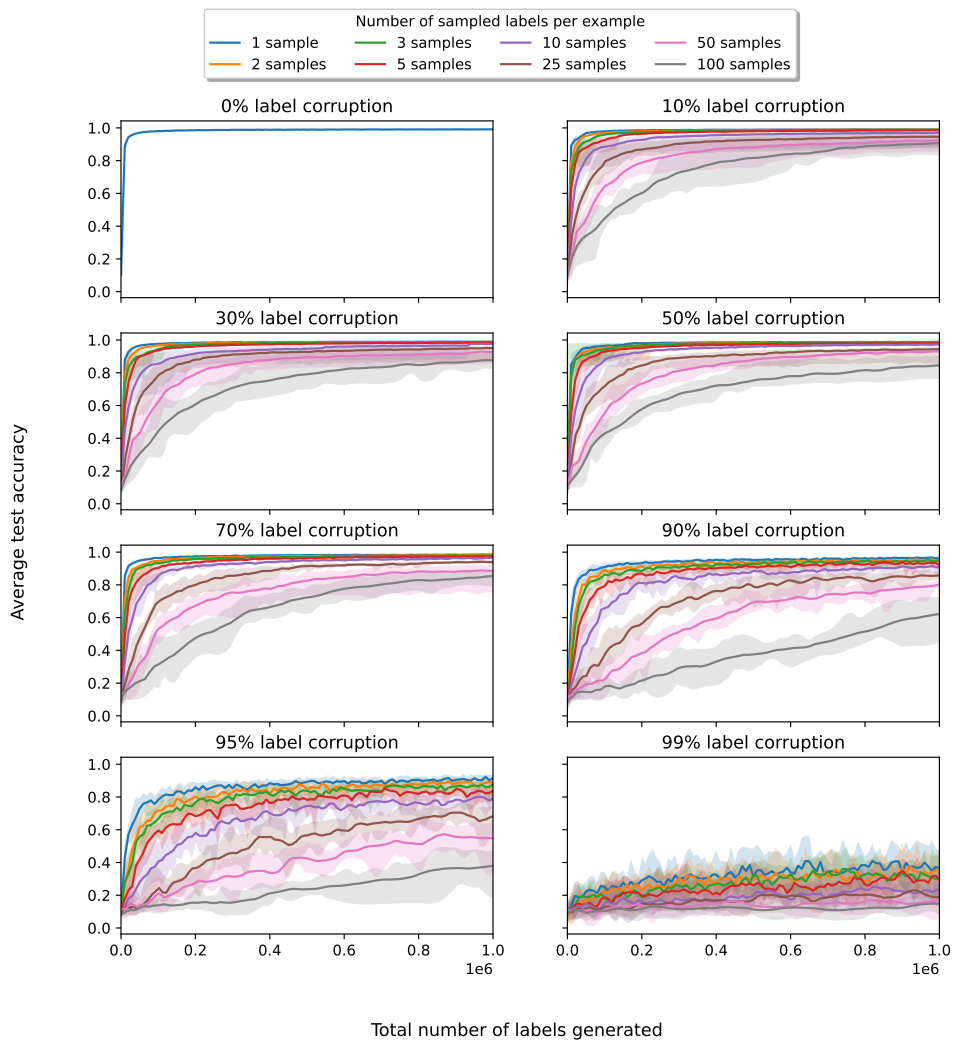 Number of sampled labels per example
1 sample 3 samples 10 samples 50 samples
2 samples 5 samples 25 samples 100 samples
0% label corruption 10% label corruption
1.0
0.8
0.6
0.4
0.2
0.0
30% label corruption 50% label corruption
1.0
0.8
0.6
0.4
0.2
0.0
Average test accuracy
70% label corruption 90% label corruption
1.0
0.8
0.6
0.4
0.2
0.0
95% label corruption 99% label corruption
1.0
0.8
0.6
0.4
0.2
0.0
0.0 0.2 0.4 0.6 0.8 1.0 0.0 0.2 0.4 0.6 0.8 1.0
1e6 1e6
Total number of labels generated